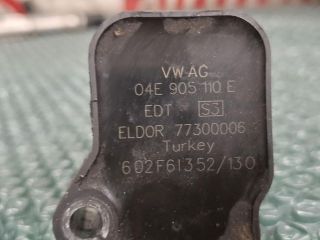 VW AG
04E 905 110 E
EDT S3
ELDOR 77300006
Turkey
602F61352/130